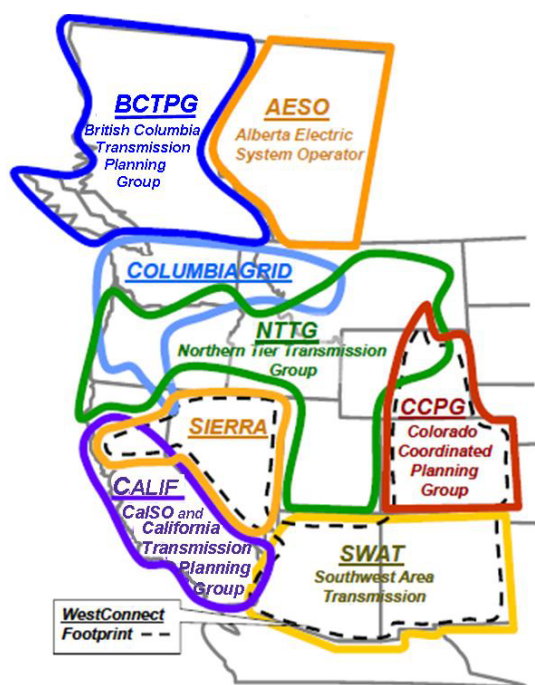 BCTPG
British Columbia
Transmission
Planning
Group
AESO
Alberta Electric
System Operator
COLUMBIAGRID
NTTG
Northern Tier Transmission
Group
CCPG
Colorado
Coordinated
Planning
Group
SIERRA
CALIF
CalSO and
California
Transmission
Planning
Group
SWAT
Southwest Area
Transmission
WestConnect
Footprint